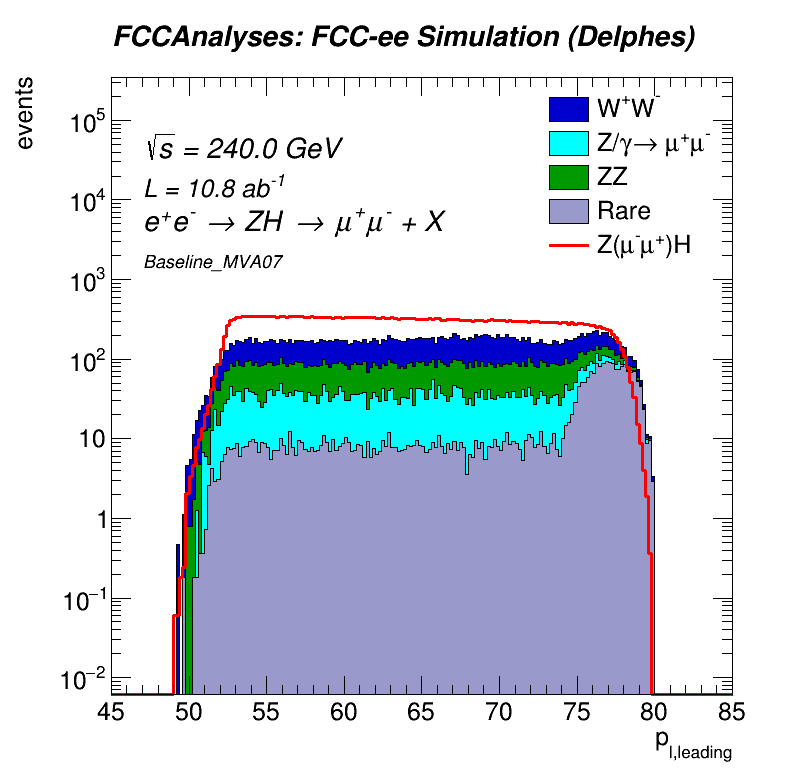 FCCAnalyses: FCC-ee Simulation (Delphes)
events
10⁵
10⁴
10³
10²
10
1
10⁻¹
10⁻²
√s = 240.0 GeV
L = 10.8 ab⁻¹
e⁺e⁻ → ZH → μ⁺μ⁻ + X
Baseline_MVA07
W⁺W⁻
Z/γ→ μ⁺μ⁻
ZZ
Rare
Z(μ⁻μ⁺)H
45 50 55 60 65 70 75 80 85
p_l,leading